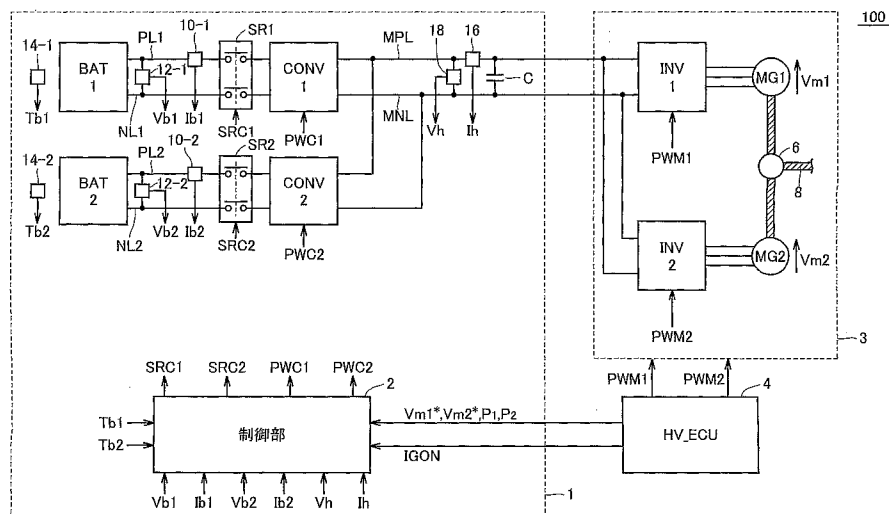 100
14-1
Tb1
BAT
1
PL1
NL1
10-1
12-1
Vb1
Ib1
SR1
SRC1
CONV
1
PWC1
MPL
MNL
18
16
C
Vh
Ih
INV
1
PWM1
MG1
Vm1
6
8
14-2
Tb2
BAT
2
PL2
NL2
10-2
12-2
Vb2
Ib2
SR2
SRC2
CONV
2
PWC2
INV
2
PWM2
MG2
Vm2
3
PWM1
PWM2
SRC1
SRC2
PWC1
PWC2
2
4
Tb1
Tb2
制御部
Vm1*,Vm2*,P1,P2
IGON
HV_ECU
Vb1
Ib1
Vb2
Ib2
Vh
Ih
1